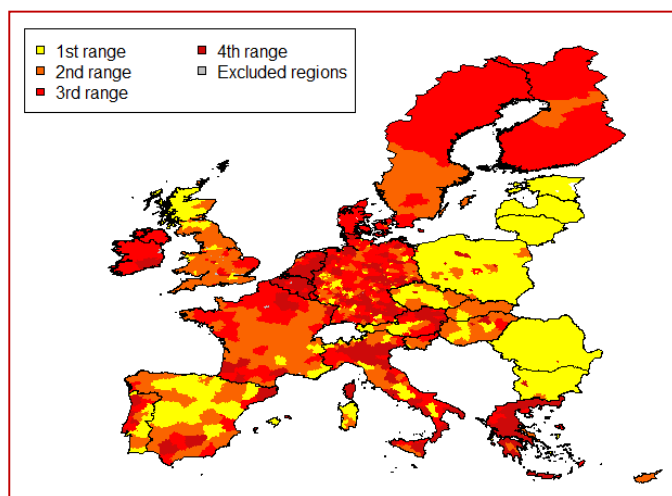 1st range
2nd range
3rd range
4th range
Excluded regions